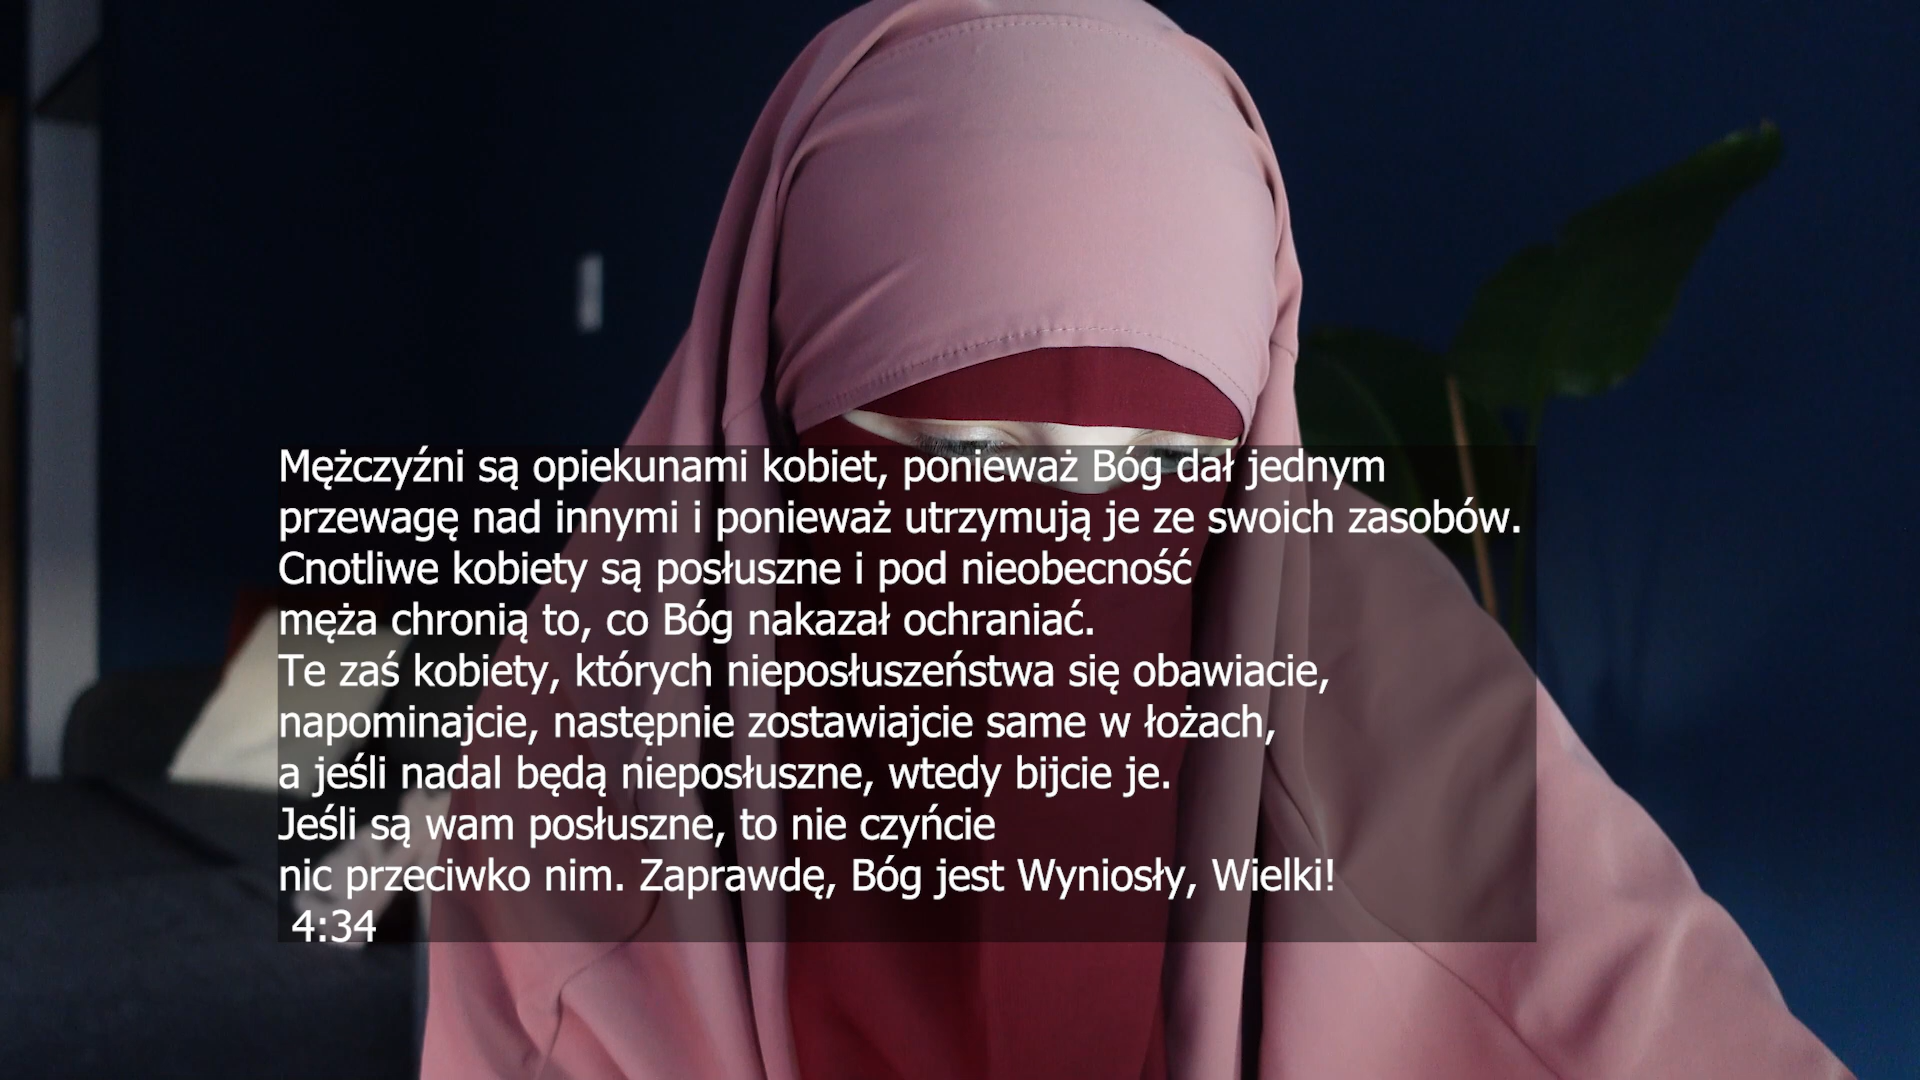 Mężczyźni są opiekunami kobiet, ponieważ Bóg dał jednym
przewagę nad innymi i ponieważ utrzymują je ze swoich zasobów.
Cnotliwe kobiety są posłuszne i pod nieobecność
męża chronią to, co Bóg nakazał ochraniać.
Te zaś kobiety, których nieposłuszeństwa się obawiacie,
napominajcie, następnie zostawiajcie same w łożach,
a jeśli nadal będą nieposłuszne, wtedy bijcie je.
Jeśli są wam posłuszne, to nie czyńcie
nic przeciwko nim. Zaprawdę, Bóg jest Wyniosły, Wielki!
4:34